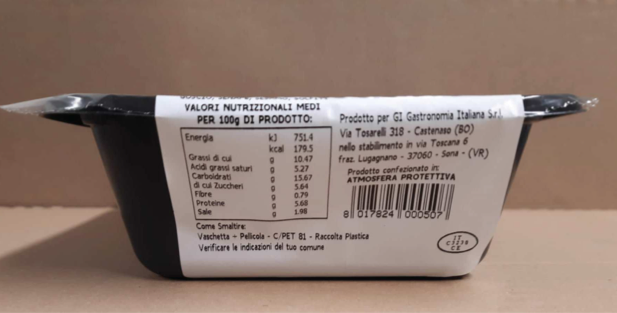 VALORI NUTRIZIONALI MEDI
PER 100g DI PRODOTTO:
Energia kJ 751.4
kcal 179.5
Grassi di cui g 10.47
Acidi grassi saturi g 5.27
Carboidrati g 15.67
di cui Zuccheri g 5.64
Fibre g 0.79
Proteine g 5.68
Sale g 1.98
Come Smaltire:
Vaschetta + Pellicola - C/PET 81 - Raccolta Plastica
Verificare le indicazioni del tuo comune
Prodotto per GI Gastronomia Italiana S.r.l.
Via Tosarelli 318 - Castenaso (BO)
nello stabilimento in via Toscana 6
fraz. Lugagnano - 37060 - Sona - (VR)
Prodotto confezionato in:
ATMOSFERA PROTETTIVA
8 017824 000507
IT
CE